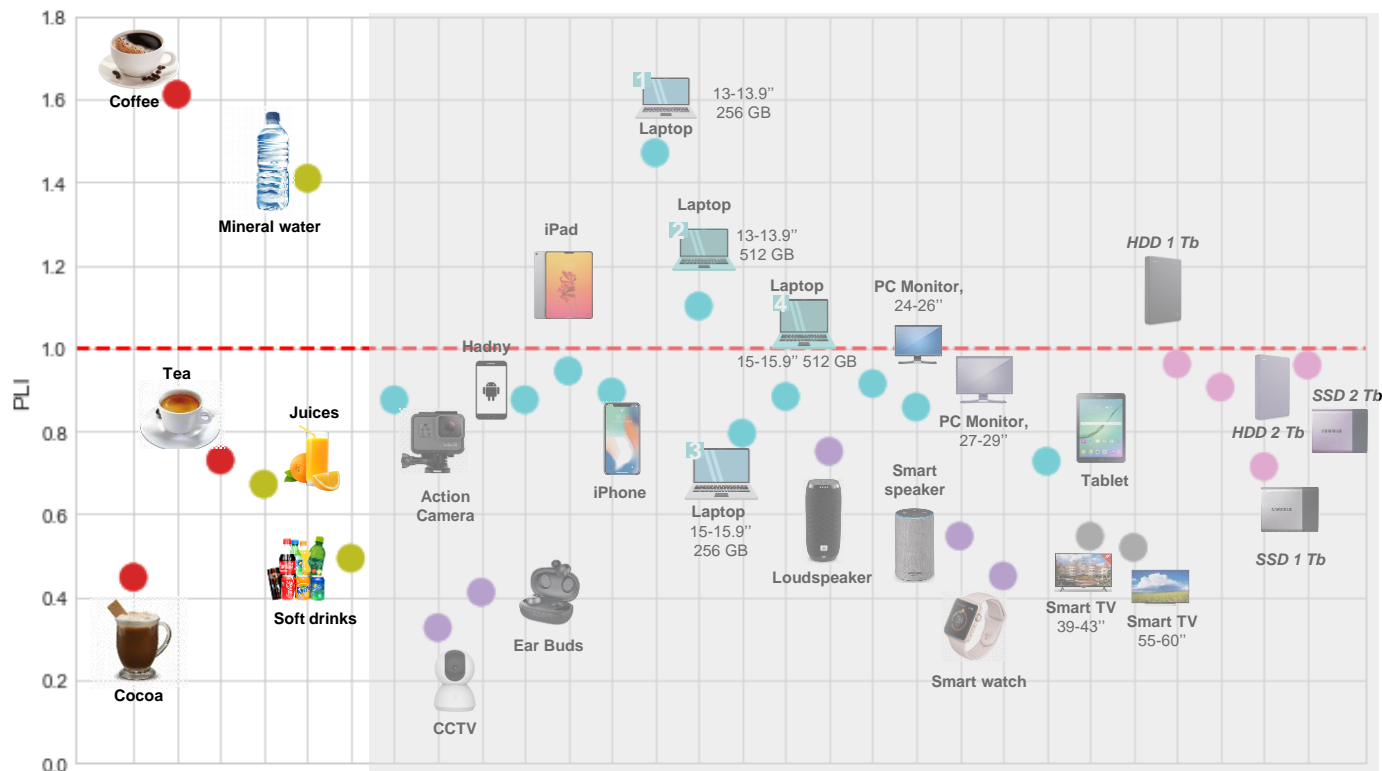 1.8
1.6
1.4
1.2
1.0
0.8
0.6
0.4
0.2
0.0
PLI
Coffee
Mineral water
Tea
Juices
Soft drinks
Cocoa
1
Laptop
13-13.9’’
256 GB
Laptop
2
13-13.9’’
512 GB
iPad
Laptop
4
15-15.9’’ 512 GB
PC Monitor,
24-26’’
HDD 1 Tb
Hadny
Action
Camera
iPhone
3
Laptop
15-15.9’’
256 GB
Loudspeaker
Smart
speaker
PC Monitor,
27-29’’
Tablet
HDD 2 Tb
SSD 2 Tb
SSD 1 Tb
CCTV
Ear Buds
Smart watch
Smart TV
39-43’’
Smart TV
55-60’’